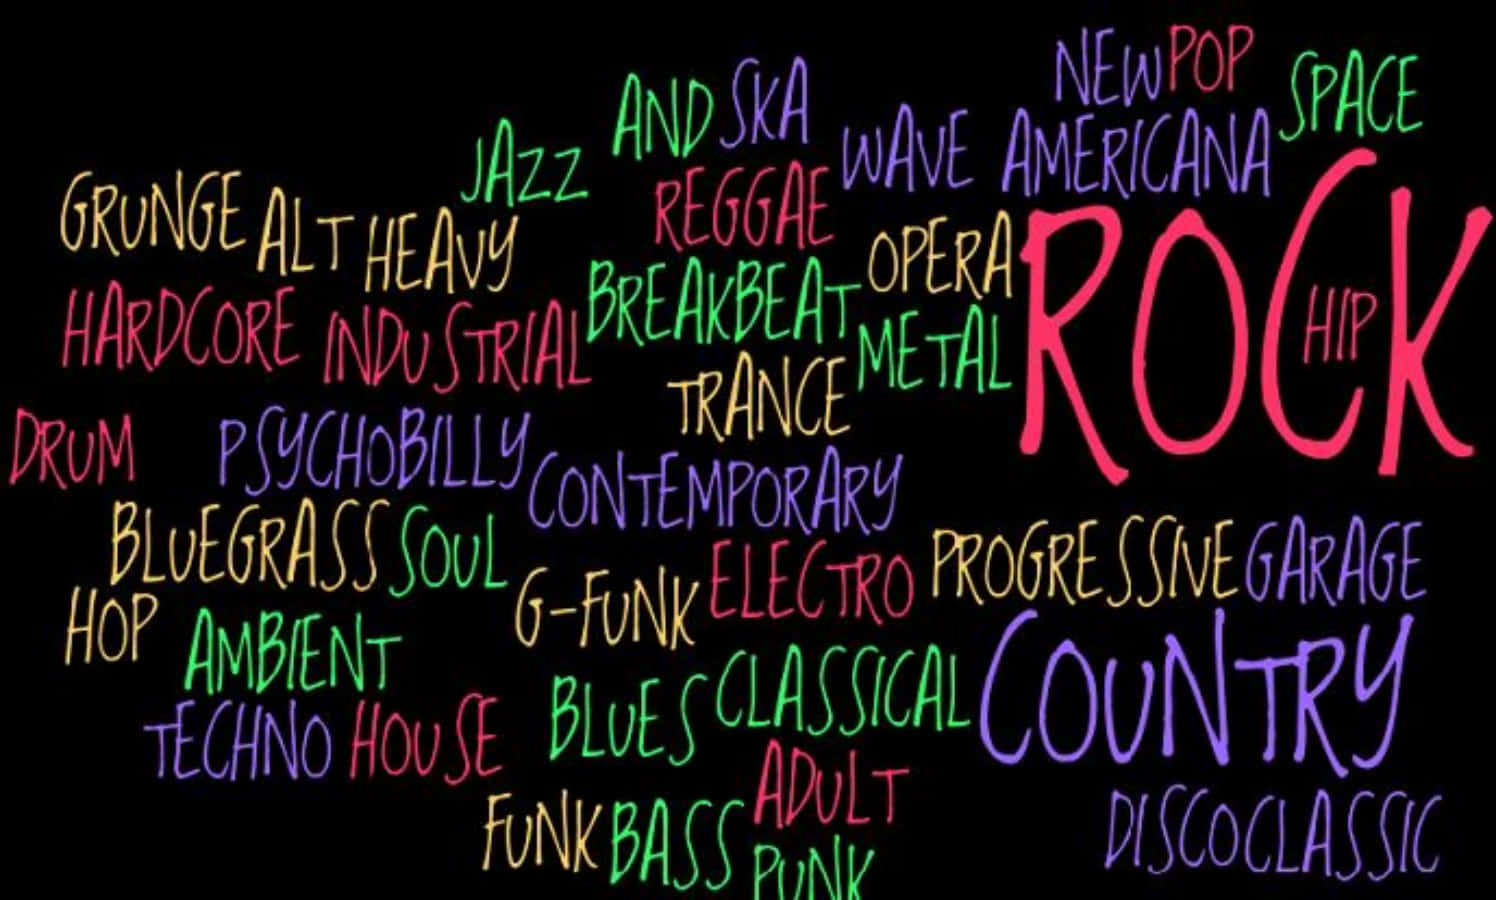 NEW POP
SPACE
AND SKA
WAVE AMERICANA
JAZZ
REGGAE
GRUNGE ALT HEAVY
OPERA
ROCK
HIP
BREAKBEAT
HARDCORE INDUSTRIAL
METAL
TRANCE
DRUM PSYCHOBILLY
CONTEMPORARY
BLUEGRASS SOUL
PROGRESSIVE GARAGE
G-FUNK ELECTRO
HOP
AMBIENT
COUNTRY
BLUES CLASSICAL
TECHNO HOUSE
ADULT
FUNK BASS
DISCO CLASSIC
PUNK